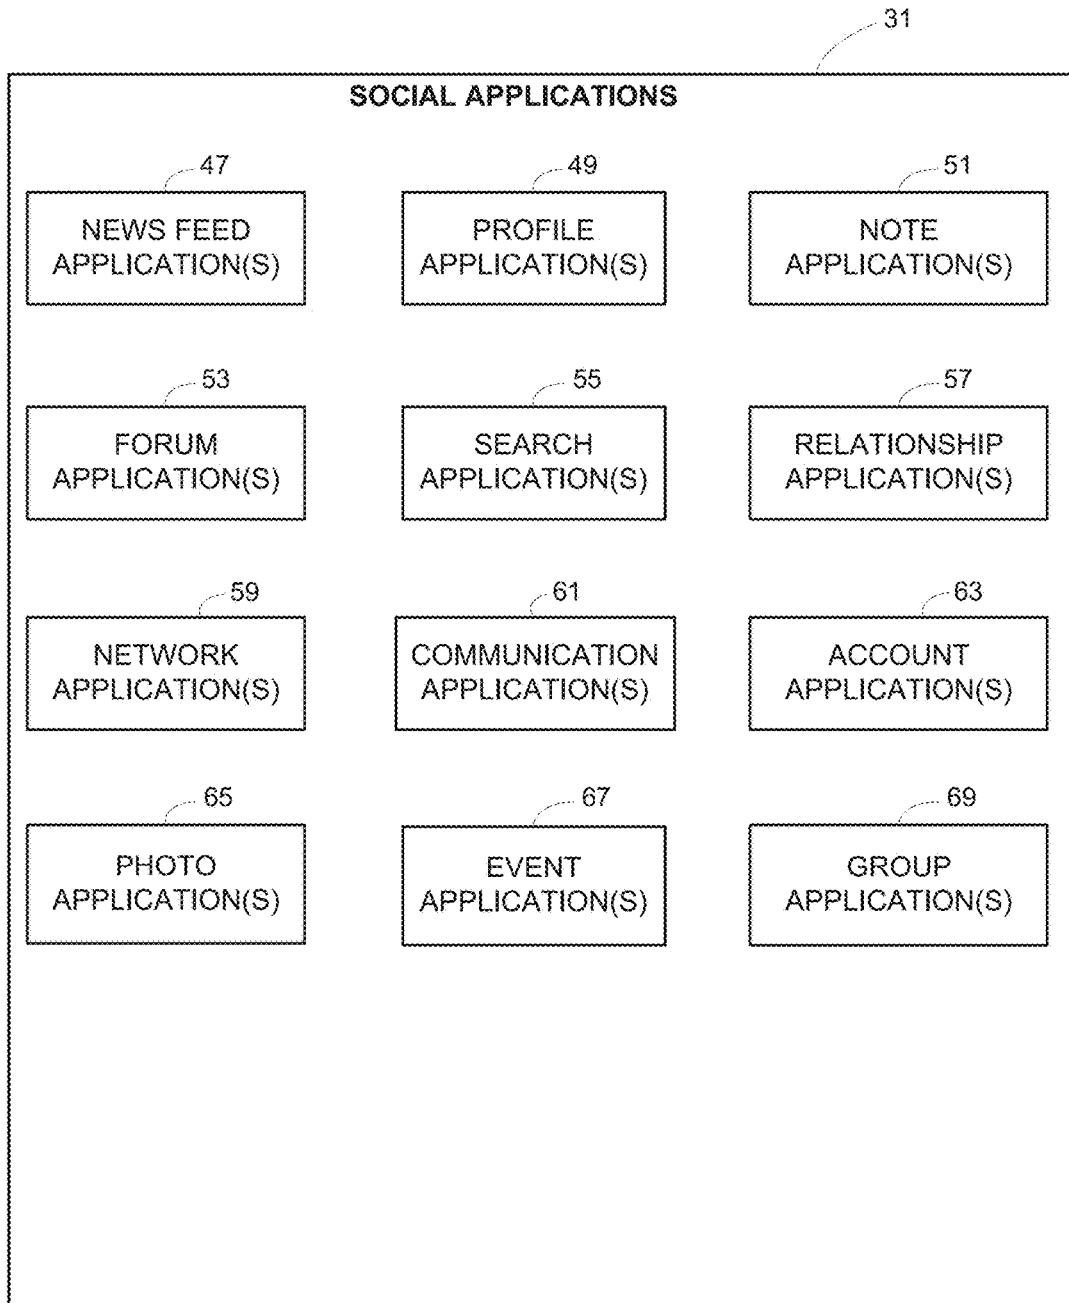 31
SOCIAL APPLICATIONS
47
NEWS FEED
APPLICATION(S)
49
PROFILE
APPLICATION(S)
51
NOTE
APPLICATION(S)
53
FORUM
APPLICATION(S)
55
SEARCH
APPLICATION(S)
57
RELATIONSHIP
APPLICATION(S)
59
NETWORK
APPLICATION(S)
61
COMMUNICATION
APPLICATION(S)
63
ACCOUNT
APPLICATION(S)
65
PHOTO
APPLICATION(S)
67
EVENT
APPLICATION(S)
69
GROUP
APPLICATION(S)